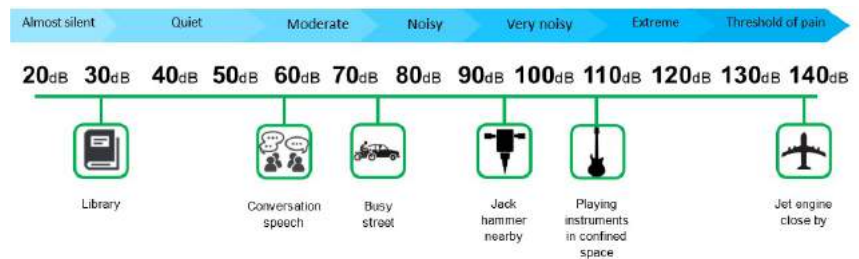 Almost silent Quiet Moderate Noisy Very noisy Extreme Threshold of pain
20dB 30dB 40dB 50dB 60dB 70dB 80dB 90dB 100dB 110dB 120dB 130dB 140dB
Library
Conversation
speech
Busy
street
Jack
hammer
nearby
Playing
instruments
in confined
space
Jet engine
close by